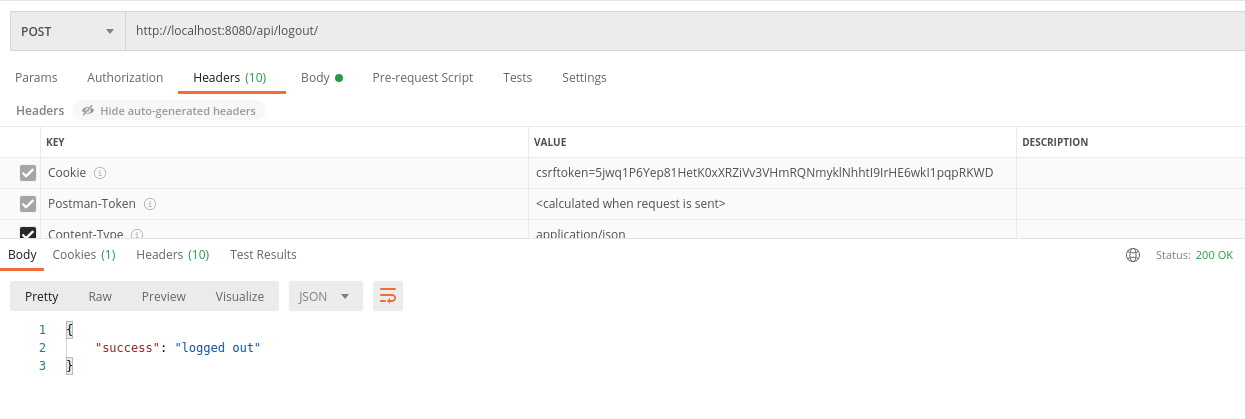 POST http://localhost:8080/api/logout/
Params Authorization Headers (10) Body Pre-request Script Tests Settings
Headers Hide auto-generated headers
KEY VALUE DESCRIPTION
Cookie csrftoken=5jwq1P6Yep81HetK0xXRZiVv3VHmRQNmyklNhhtI9IrHE6wkI1pqpRKWD
Postman-Token <calculated when request is sent>
Content-Type application/json
Body Cookies (1) Headers (10) Test Results Status: 200 OK
Pretty Raw Preview Visualize JSON
1 {
2 "success": "logged out"
3 }